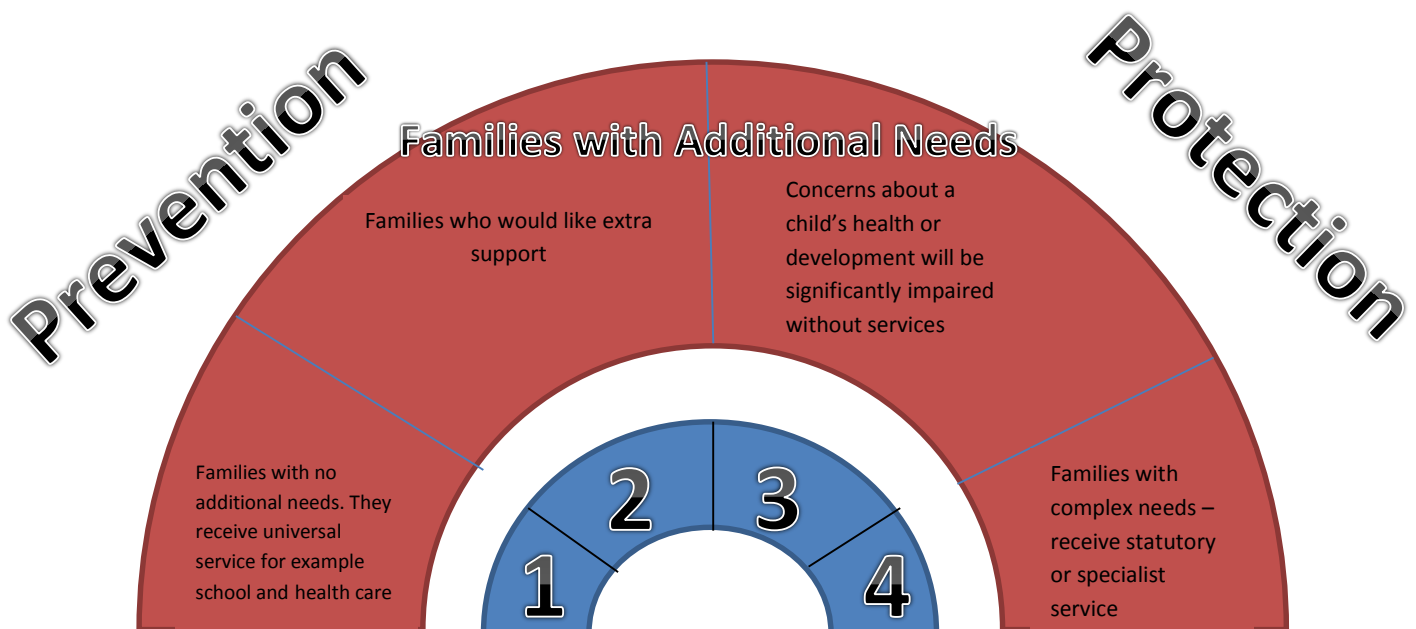 Prevention
Protection
Families with Additional Needs
Families who would like extra
support
Concerns about a
child’s health or
development will be
significantly impaired
without services
Families with no
additional needs. They
receive universal
service for example
school and health care
Families with
complex needs –
receive statutory
or specialist
service
1
2
3
4